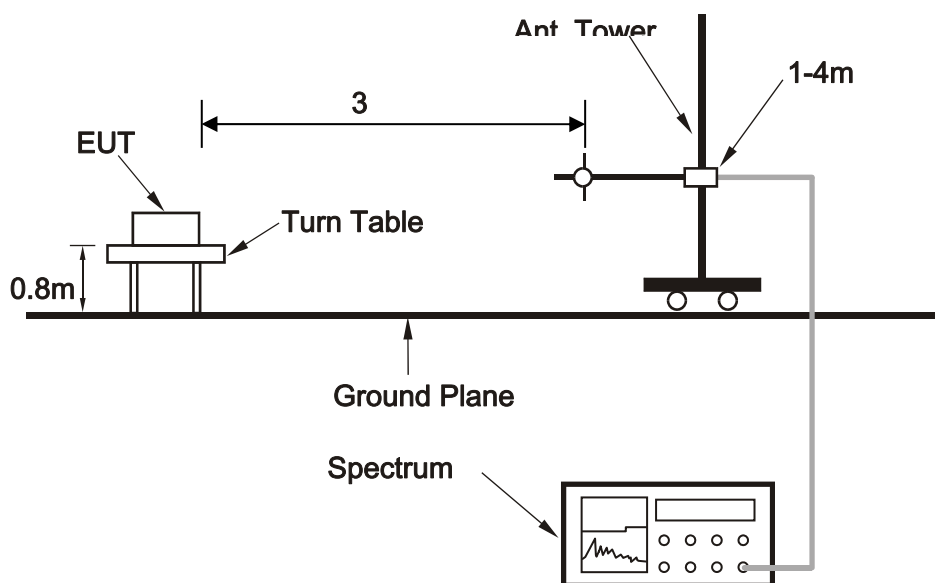 Ant. Tower
1-4m
3
EUT
Turn Table
0.8m
Ground Plane
Spectrum